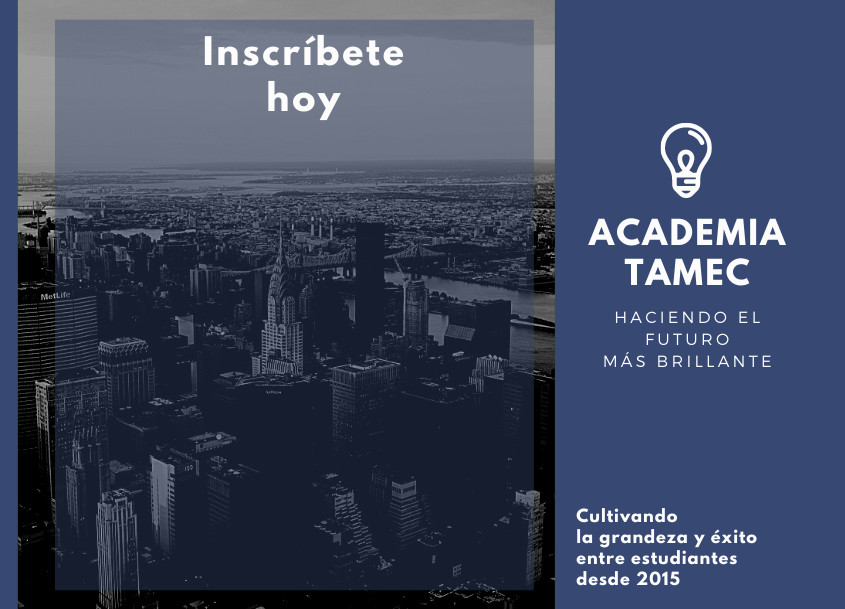 Inscríbete
hoy
MetLife
ACADEMIA
TAMEC
HACIENDO EL
FUTURO
MÁS BRILLANTE
Cultivando
la grandeza y éxito
entre estudiantes
desde 2015